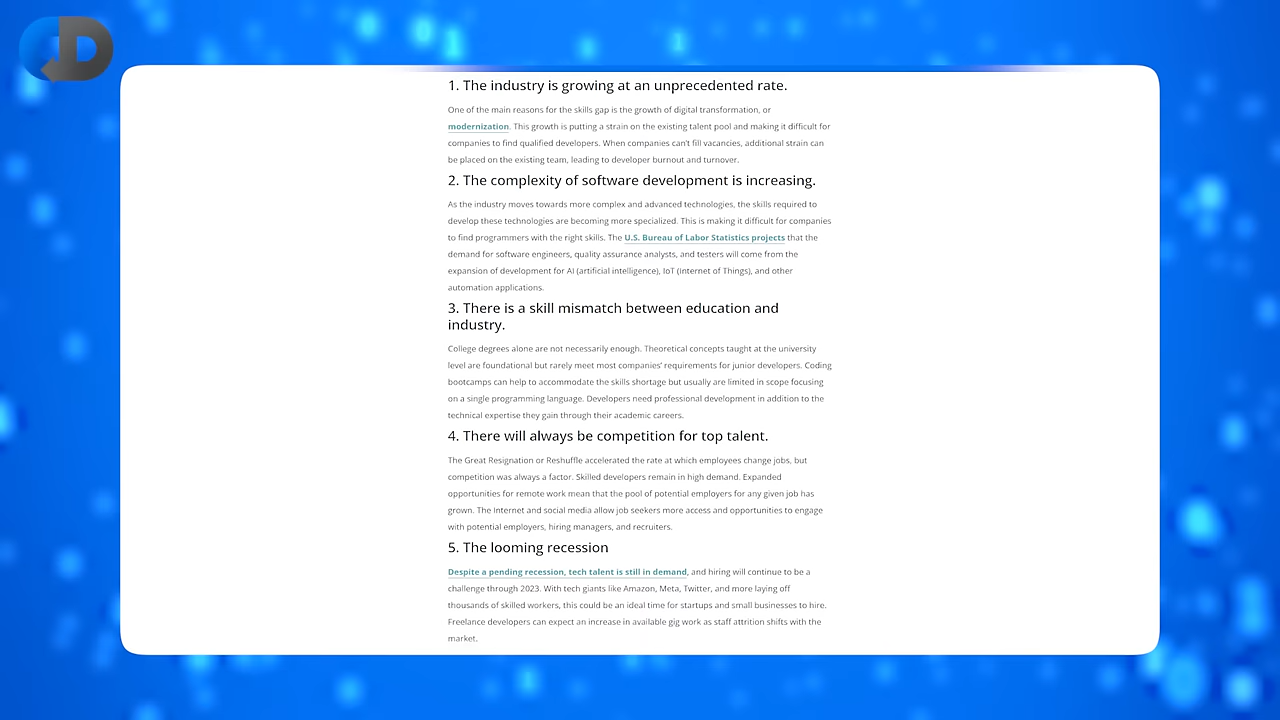 1. The industry is growing at an unprecedented rate.
One of the main reasons for the skills gap is the growth of digital transformation, or
modernization. This growth is putting a strain on the existing talent pool and making it difficult for
companies to find qualified developers. When companies can't fill vacancies, additional strain can
be placed on the existing team, leading to developer burnout and turnover.
2. The complexity of software development is increasing.
As the industry moves towards more complex and advanced technologies, the skills required to
develop these technologies are becoming more specialized. This is making it difficult for companies
to find programmers with the right skills. The U.S. Bureau of Labor Statistics projects that the
demand for software engineers, quality assurance analysts, and testers will come from the
expansion of development for AI (artificial intelligence), IoT (Internet of Things), and other
automation applications.
3. There is a skill mismatch between education and
industry.
College degrees alone are not necessarily enough. Theoretical concepts taught at the university
level are foundational but rarely meet most companies' requirements for junior developers. Coding
bootcamps can help to accommodate the skills shortage but usually are limited in scope focusing
on a single programming language. Developers need professional development in addition to the
technical expertise they gain through their academic careers.
4. There will always be competition for top talent.
The Great Resignation or Reshuffle accelerated the rate at which employees change jobs, but
competition was always a factor. Skilled developers remain in high demand. Expanded
opportunities for remote work mean that the pool of potential employers for any given job has
grown. The Internet and social media allow job seekers more access and opportunities to engage
with potential employers, hiring managers, and recruiters.
5. The looming recession
Despite a pending recession, tech talent is still in demand, and hiring will continue to be a
challenge through 2023. With tech giants like Amazon, Meta, Twitter, and more laying off
thousands of skilled workers, this could be an ideal time for startups and small businesses to hire.
Freelance developers can expect an increase in available gig work as staff attrition shifts with the
market.